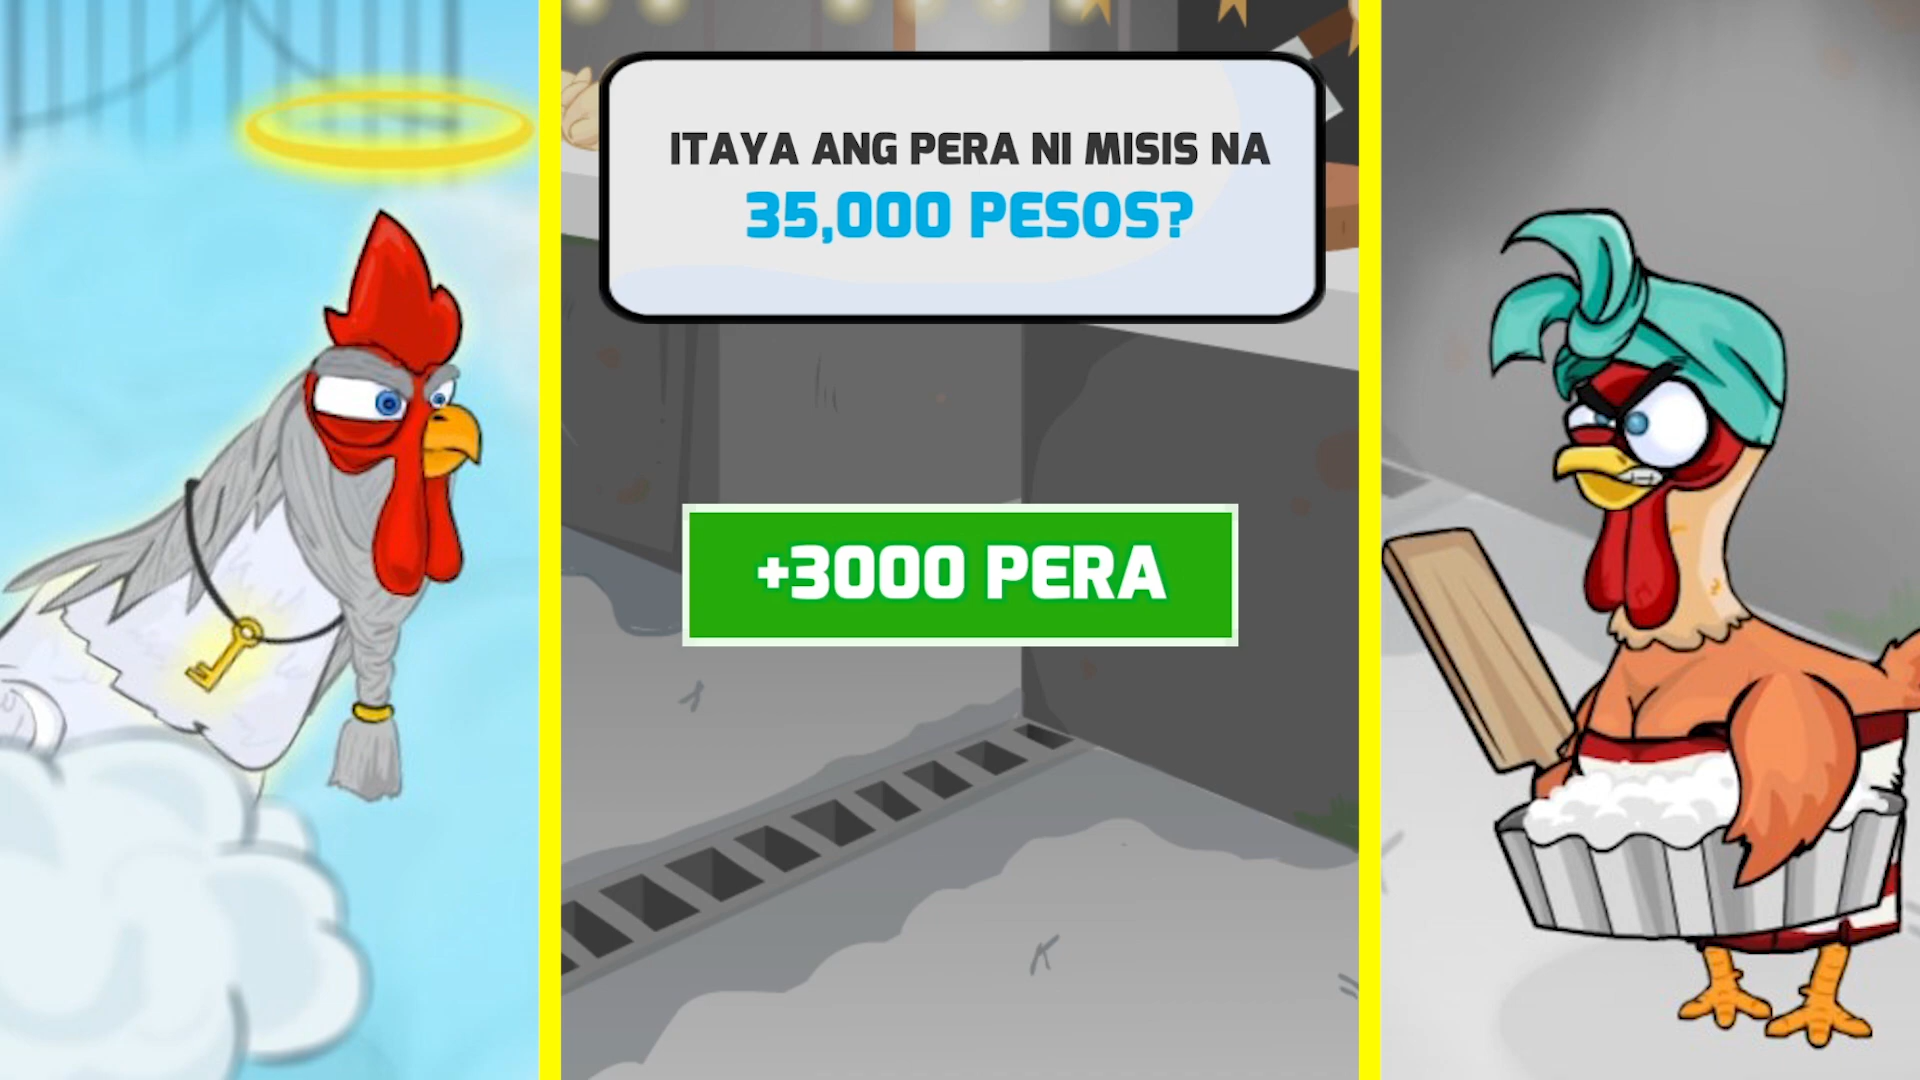 ITAYA ANG PERA NI MISIS NA
35,000 PESOS?
+3000 PERA